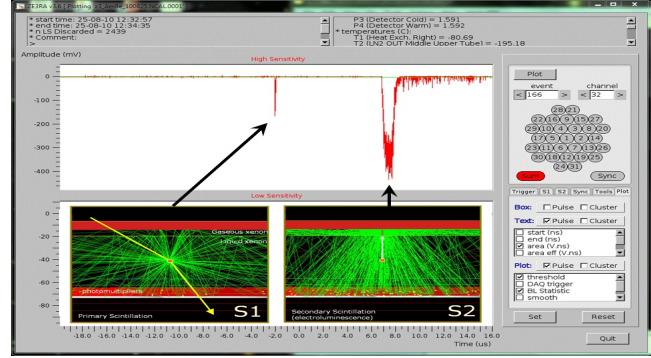 ZE3RA v3.6 | Plotting
* start time: 25-08-10 12:32:57
* end time: 25-08-10 12:34:35
* n LS Discarded = 2439
* Comment:
>
P3 (Detector Cold) = 1.591
P4 (Detector Warm) = 1.592
* temperatures (C):
T1 (Heat Exch. Right) = -80.69
T2 (LN2 OUT Middle Upper Tube) = -195.18
Amplitude (mV)
High Sensitivity
0
-100
-200
-300
-400
Low Sensitivity
0
-20
-40
-60
-80
Gaseous xenon
Liquid xenon
photomultipliers
Primary Scintillation
S1
Secondary Scintillation
(electroluminescence)
S2
-18.0 -16.0 -14.0 -12.0 -10.0 -8.0 -6.0 -4.0 -2.0 0.0 2.0 4.0 6.0 8.0 10.0 12.0 14.0 16.0
Time (us)
Plot
event channel
< 166 > < 32 >
28 21
22 16 9 15 27
29 10 4 3 8 20
17 5 1 2 14
23 11 6 7 13 26
30 18 12 19 25
24 31
Sum Sync
Trigger S1 S2 Sync Tools Plot
Box: Pulse Cluster
Text: Pulse Cluster
start (ns)
end (ns)
area (V.ns)
area eff (V.ns)
Plot: Pulse Cluster
threshold
DAQ trigger
BL Statistic
smooth
Set Reset
Quit